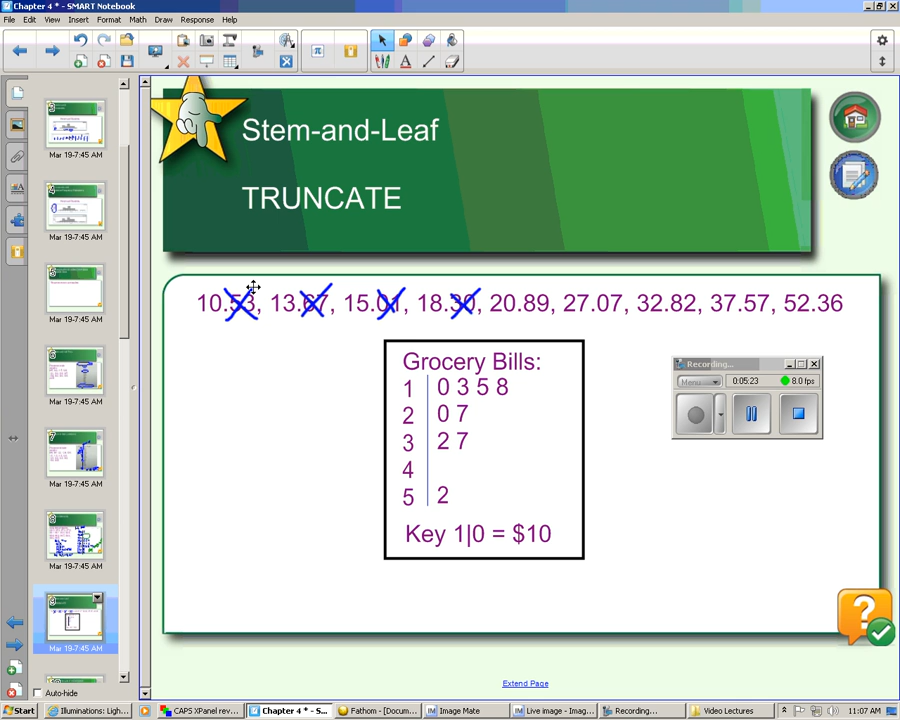 Chapter 4 * - SMART Notebook
File Edit View Insert Format Math Draw Response Help
Mar 19-7:45 AM
Mar 19-7:45 AM
Mar 19-7:45 AM
Mar 19-7:45 AM
Mar 19-7:45 AM
Mar 19-7:45 AM
Mar 19-7:45 AM
Auto-hide
Stem-and-Leaf
TRUNCATE
10.53, 13.67, 15.01, 18.30, 20.89, 27.07, 32.82, 37.57, 52.36
Grocery Bills:
1 | 0 3 5 8
2 | 0 7
3 | 2 7
4 |
5 | 2
Key 1|0 = $10
Recording...
Menu 0:05:23 8.0 fps
Extend Page
Start Illuminations: Ligh... CAPS XPanel rev... Chapter 4 * - S... Fathom - [Docum... Image Mate Live image - Imag... Recording... Video Lectures 11:07 AM